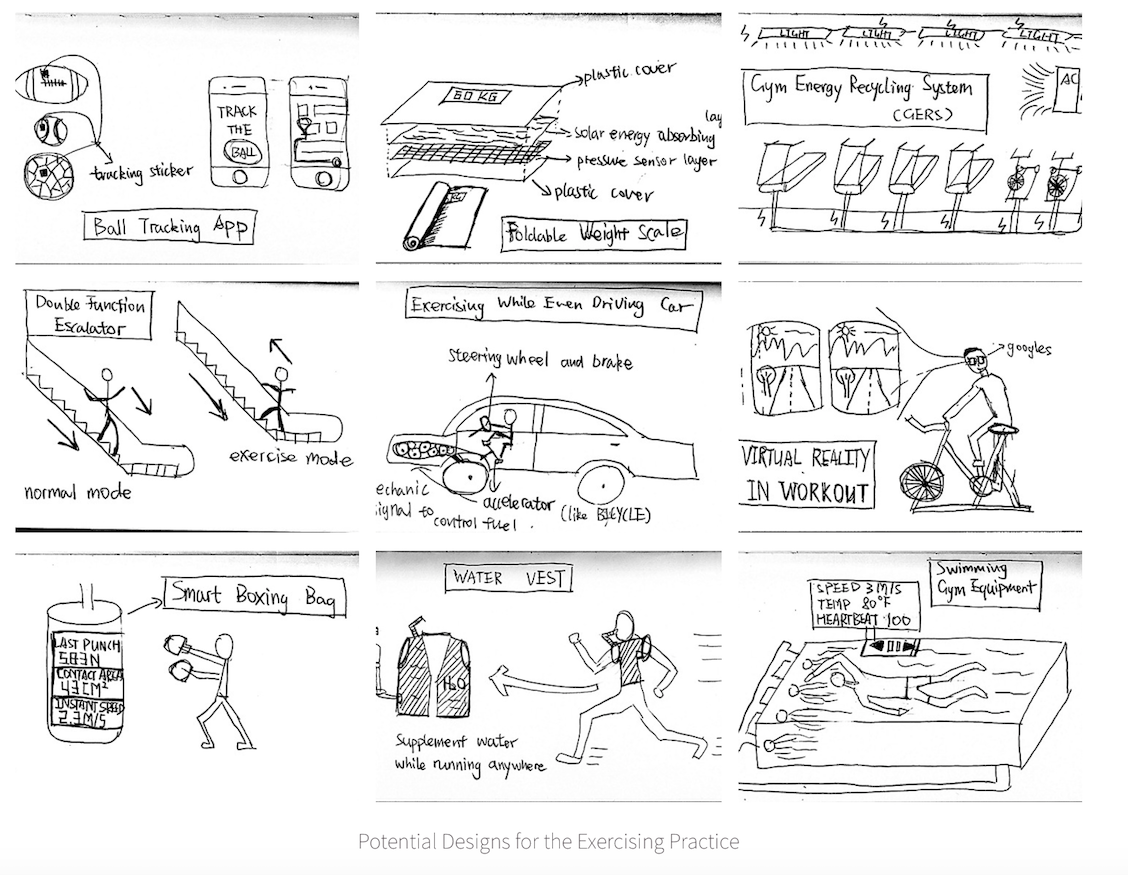 tracking sticker
TRACK
THE
BALL
Ball Tracking App
60 KG
plastic cover
lay
solar energy absorbing
pressure sensor layer
plastic cover
KG
Foldable Weight Scale
LIGHT LIGHT LIGHT LIGHT
Gym Energy Recycling System
(GERS)
AC
Double Function
Escalator
normal mode
exercise mode
Exercising While Even Driving Car
steering wheel and brake
echanic
ignal to
control fuel.
accelerator
(like BICYCLE)
googles
VIRTUAL REALITY
IN WORKOUT
Smart Boxing Bag
LAST PUNCH
583N
CONTACT AREA
43CM²
INSTANT SPEED
2.3M/S
WATER VEST
H2O
Supplement water
while running anywhere
Swimming
Gym Equipment
SPEED 3M/S
TEMP 80°F
HEARTBEAT 100
Potential Designs for the Exercising Practice